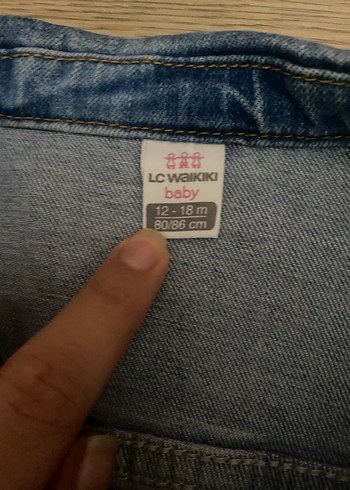 LC WAIKIKI
baby
12 - 18 m
80/86 cm